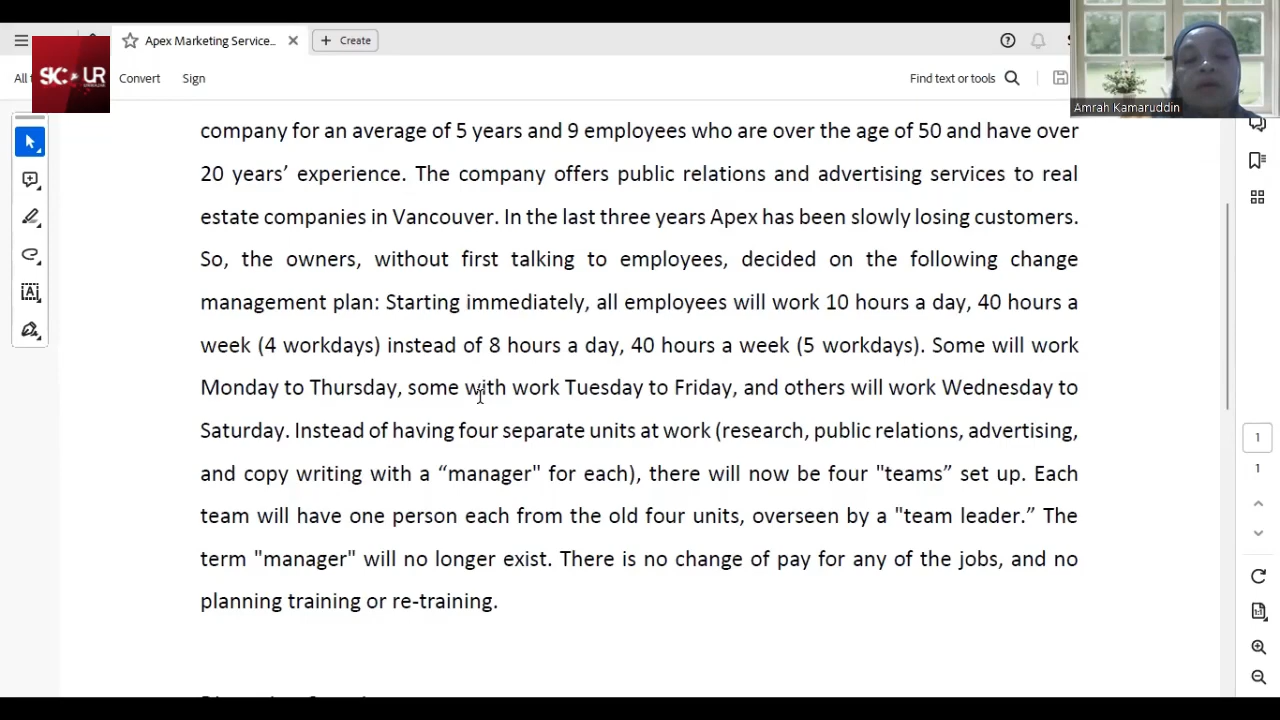 Apex Marketing Service...
Create
All
Convert
Sign
Find text or tools
Amrah Kamaruddin
company for an average of 5 years and 9 employees who are over the age of 50 and have over
20 years’ experience. The company offers public relations and advertising services to real
estate companies in Vancouver. In the last three years Apex has been slowly losing customers.
So, the owners, without first talking to employees, decided on the following change
management plan: Starting immediately, all employees will work 10 hours a day, 40 hours a
week (4 workdays) instead of 8 hours a day, 40 hours a week (5 workdays). Some will work
Monday to Thursday, some with work Tuesday to Friday, and others will work Wednesday to
Saturday. Instead of having four separate units at work (research, public relations, advertising,
and copy writing with a “manager" for each), there will now be four "teams” set up. Each
team will have one person each from the old four units, overseen by a "team leader.” The
term "manager" will no longer exist. There is no change of pay for any of the jobs, and no
planning training or re-training.
1
1